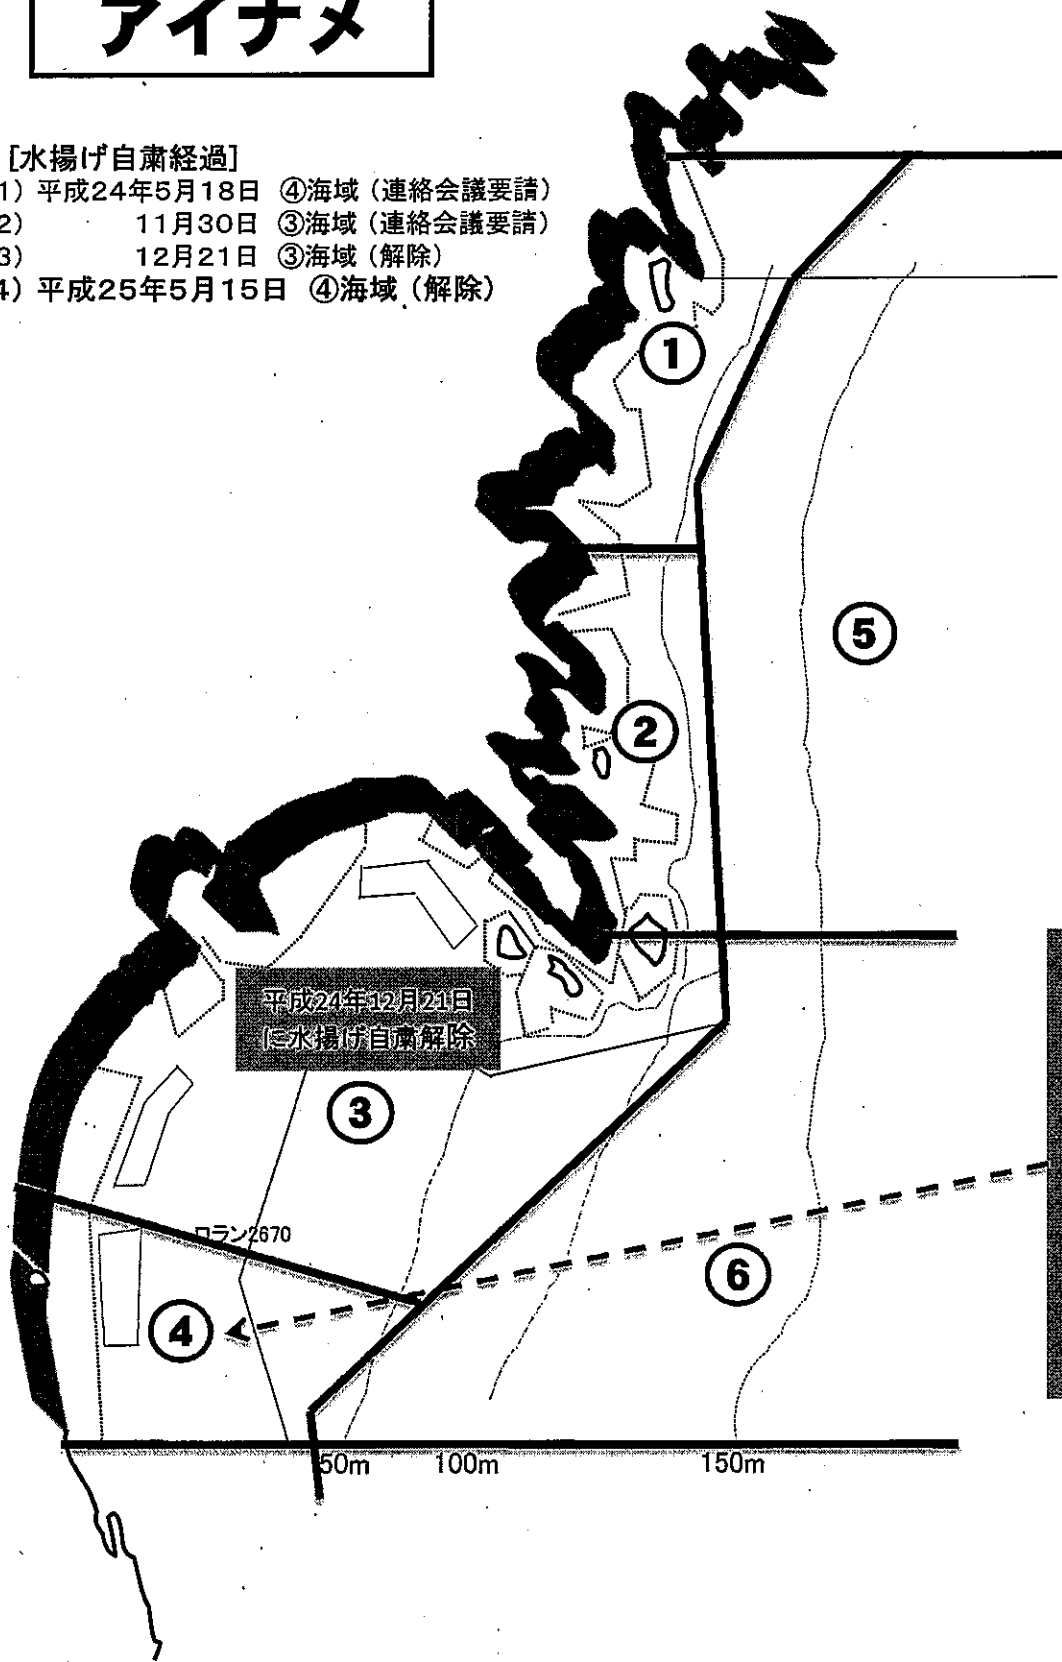 アイナメ
[水揚げ自粛経過]
1) 平成24年5月18日 ④海域（連絡会議要請）
2) 11月30日 ③海域（連絡会議要請）
3) 12月21日 ③海域（解除）
4) 平成25年5月15日 ④海域（解除）
①
⑤
②
平成24年12月21日
に水揚げ自粛解除
③
ロラン2670
⑥
④
50m 100m 150m